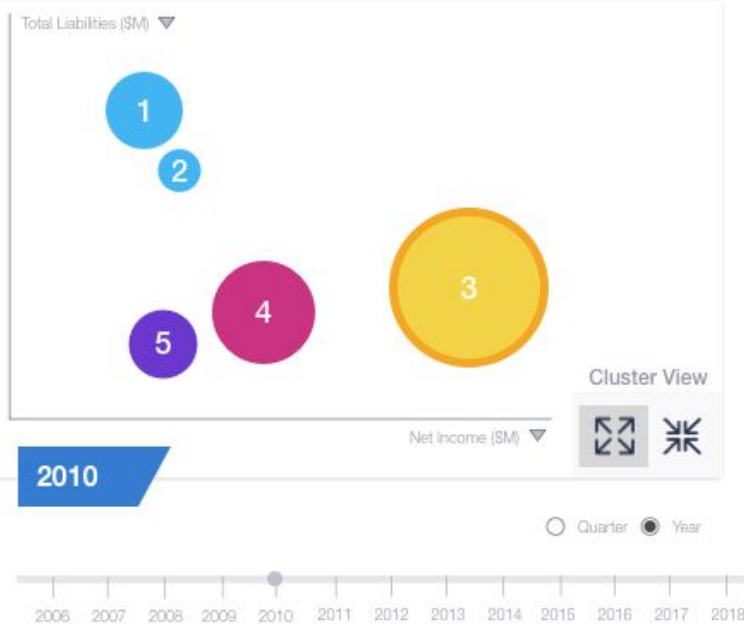 Total Liabilities ($M)
1
2
3
4
5
Cluster View
Net Income ($M)
2010
Quarter Year
2006 2007 2008 2009 2010 2011 2012 2013 2014 2015 2016 2017 2018